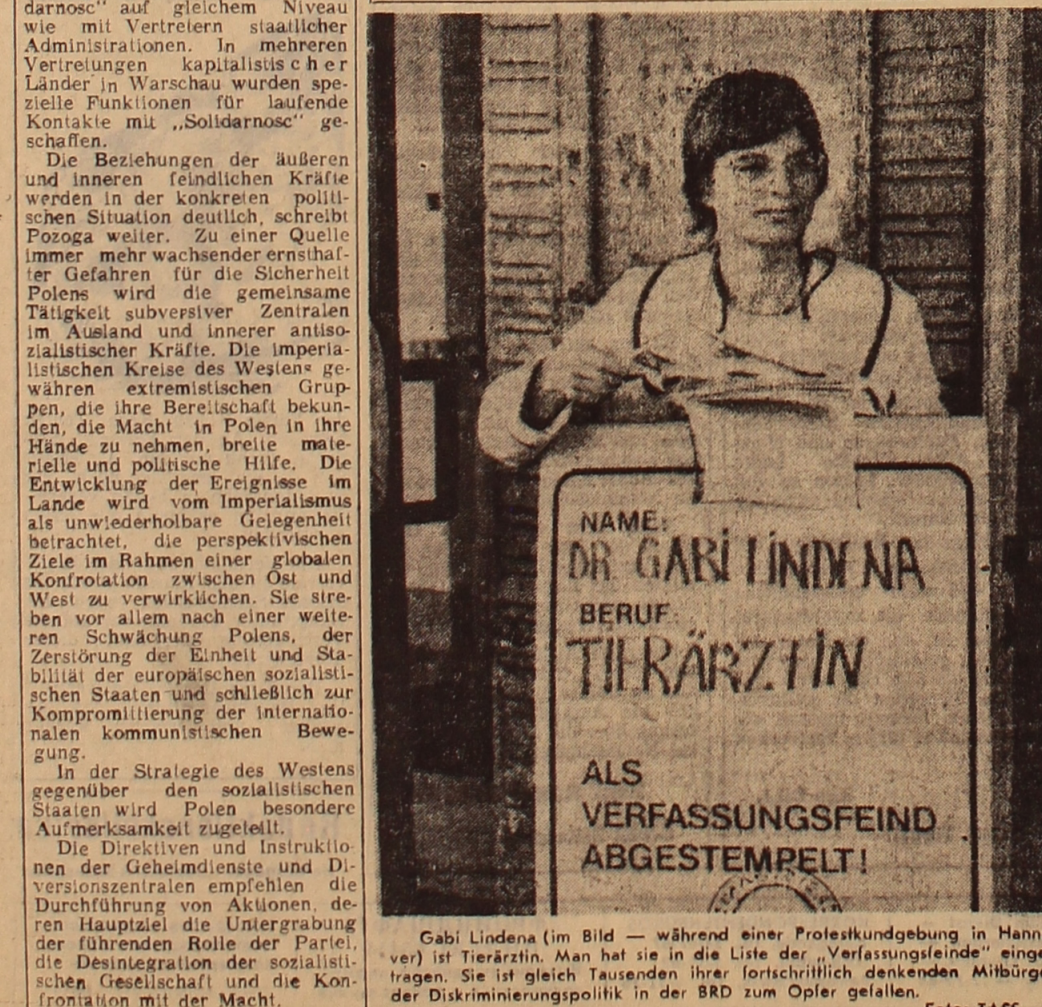 darnosc" auf gleichem Niveau
wie mit Vertretern staatlicher
Administrationen. In mehreren
Vertretungen kapitalistischer
Länder in Warschau wurden spe-
zielle Funktionen für laufende
Kontakte mit „Solidarnosc" ge-
schaffen.
Die Beziehungen der äußeren
und inneren feindlichen Kräfte
werden in der konkreten politi-
schen Situation deutlich, schreibt
Pozoga weiter. Zu einer Quelle
immer mehr wachsender ernsthaf-
ter Gefahren für die Sicherheit
Polens wird die gemeinsame
Tätigkeit subversiver Zentralen
im Ausland und innerer antiso-
zialistischer Kräfte. Die imperia-
listischen Kreise des Westens ge-
währen extremistischen Grup-
pen, die ihre Bereitschaft bekun-
den, die Macht in Polen in ihre
Hände zu nehmen, breite mate-
rielle und politische Hilfe. Die
Entwicklung der Ereignisse im
Lande wird vom Imperialismus
als unwiederholbare Gelegenheit
betrachtet, die perspektivischen
Ziele im Rahmen einer globalen
Konfrotation zwischen Ost und
West zu verwirklichen. Sie stre-
ben vor allem nach einer weite-
ren Schwächung Polens, der
Zerstörung der Einheit und Sta-
bilität der europäischen sozialisti-
schen Staaten und schließlich zur
Kompromittierung der internatio-
nalen kommunistischen Bewe-
gung.
In der Strategie des Westens
gegenüber den sozialistischen
Staaten wird Polen besondere
Aufmerksamkeit zugeteilt.
Die Direktiven und Instruktio-
nen der Geheimdienste und Di-
versionszentralen empfehlen die
Durchführung von Aktionen, de-
ren Hauptziel die Untergrabung
der führenden Rolle der Partei,
die Desintegration der sozialisti-
schen Gesellschaft und die Kon-
frontation mit der Macht.
NAME:
DR. GABI LINDENA
BERUF:
TIERÄRZTIN
ALS
VERFASSUNGSFEIND
ABGESTEMPELT!
Gabi Lindena (im Bild — während einer Protestkundgebung in Hann
ver) ist Tierärztin. Man hat sie in die Liste der „Verfassungsfeinde" einge
tragen. Sie ist gleich Tausenden ihrer fortschrittlich denkenden Mitbürge
der Diskriminierungspolitik in der BRD zum Opfer gefallen.
Foto: TASS